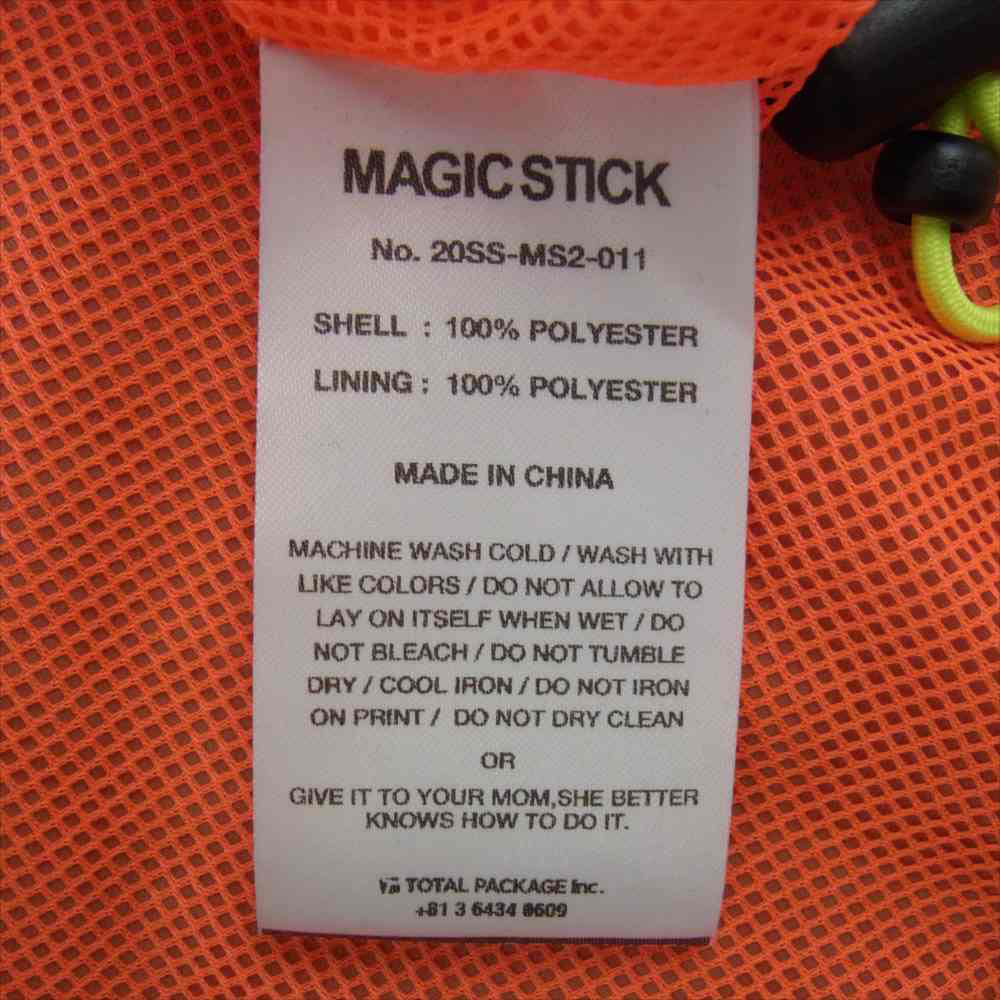 MAGIC STICK
No. 20SS-MS2-011
SHELL : 100% POLYESTER
LINING : 100% POLYESTER
MADE IN CHINA
MACHINE WASH COLD / WASH WITH
LIKE COLORS / DO NOT ALLOW TO
LAY ON ITSELF WHEN WET / DO
NOT BLEACH / DO NOT TUMBLE
DRY / COOL IRON / DO NOT IRON
ON PRINT / DO NOT DRY CLEAN
OR
GIVE IT TO YOUR MOM,SHE BETTER
KNOWS HOW TO DO IT.
TOTAL PACKAGE Inc.
+81 3 6434